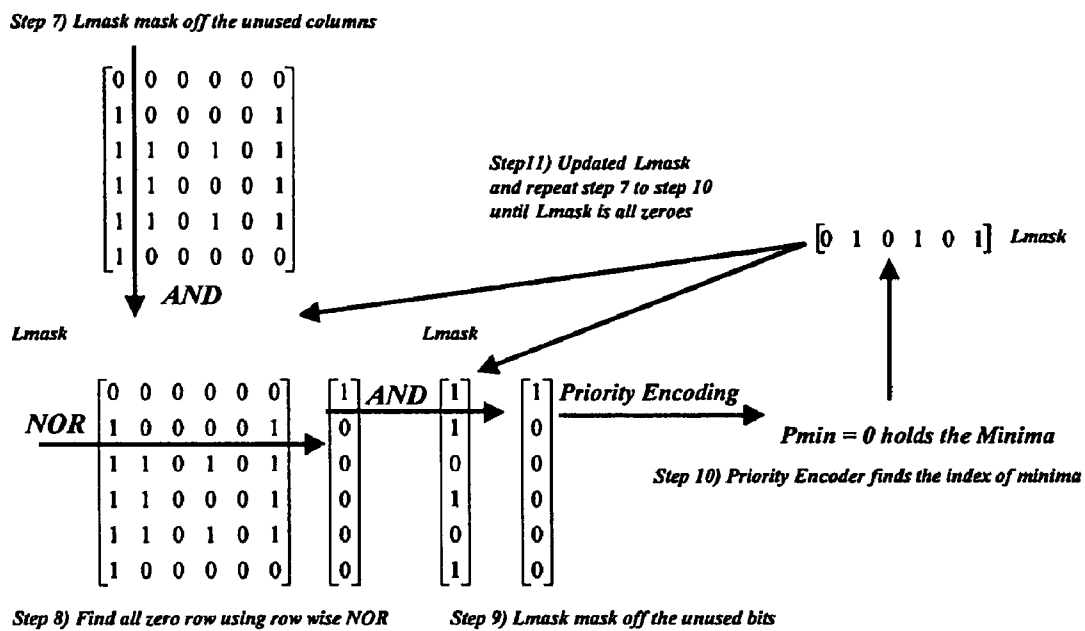 Step 7) Lmask mask off the unused columns
0 0 0 0 0 0
1 0 0 0 0 1
1 1 0 1 0 1
1 1 0 0 0 1
1 1 0 1 0 1
1 0 0 0 0 0
AND
Step11) Updated Lmask
and repeat step 7 to step 10
until Lmask is all zeroes
[0 1 0 1 0 1] Lmask
Lmask
Lmask
NOR
0 0 0 0 0 0
1 0 0 0 0 1
1 1 0 1 0 1
1 1 0 0 0 1
1 1 0 1 0 1
1 0 0 0 0 0
1
0
0
0
0
0
AND
1
1
0
1
0
1
1
0
0
0
0
0
Priority Encoding
Pmin = 0 holds the Minima
Step 10) Priority Encoder finds the index of minima
Step 8) Find all zero row using row wise NOR
Step 9) Lmask mask off the unused bits